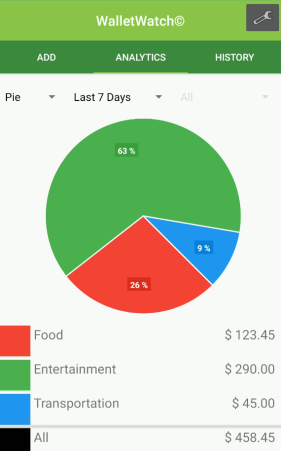 WalletWatch©
ADD ANALYTICS HISTORY
Pie Last 7 Days All
63 %
9 %
26 %
Food $ 123.45
Entertainment $ 290.00
Transportation $ 45.00
All $ 458.45